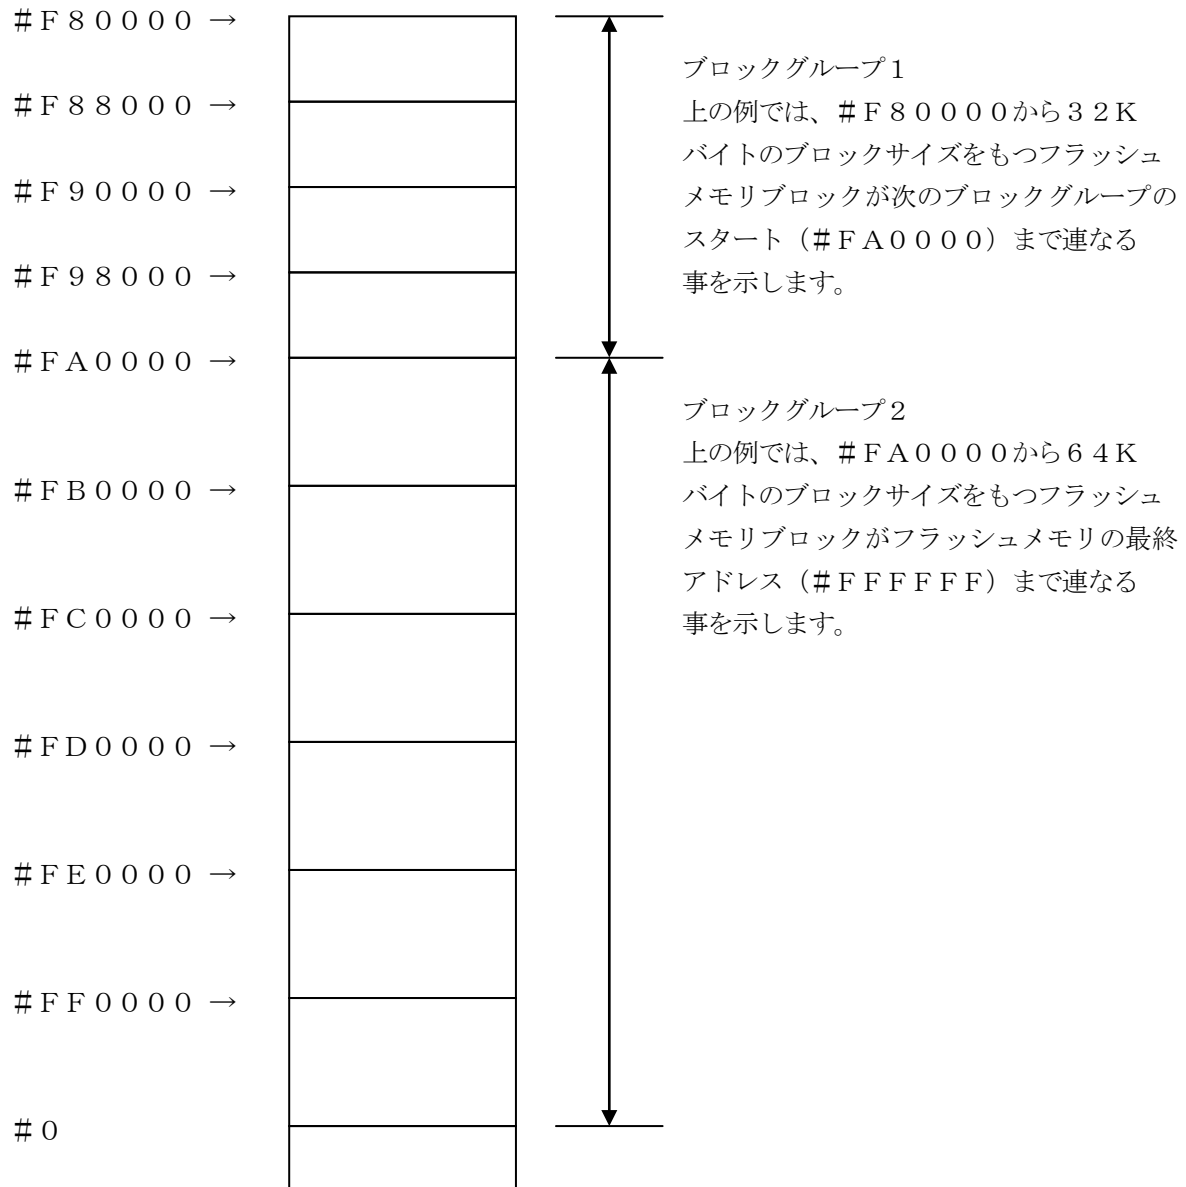 #F80000 →
#F88000 →
#F90000 →
#F98000 →
#FA0000 →
#FB0000 →
#FC0000 →
#FD0000 →
#FE0000 →
#FF0000 →
#0
ブロックグループ1
上の例では、#F80000から32K
バイトのブロックサイズをもつフラッシュ
メモリブロックが次のブロックグループの
スタート(#FA0000)まで連なる
事を示します。
ブロックグループ2
上の例では、#FA0000から64K
バイトのブロックサイズをもつフラッシュ
メモリブロックがフラッシュメモリの最終
アドレス(#FFFFFF)まで連なる
事を示します。